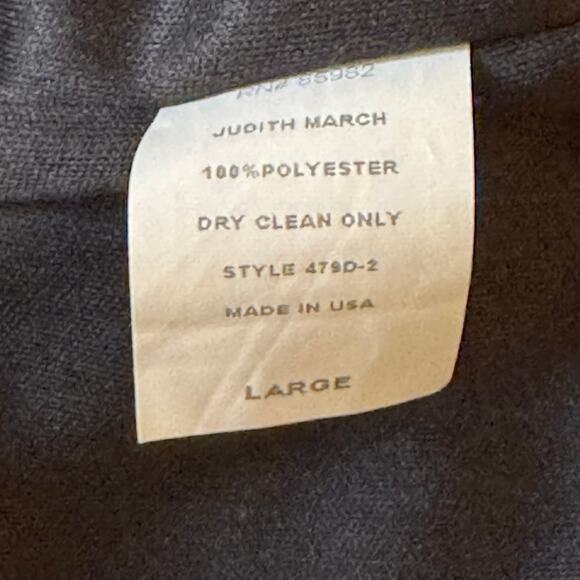 RN# 85982
JUDITH MARCH
100%POLYESTER
DRY CLEAN ONLY
STYLE 479D-2
MADE IN USA
LARGE